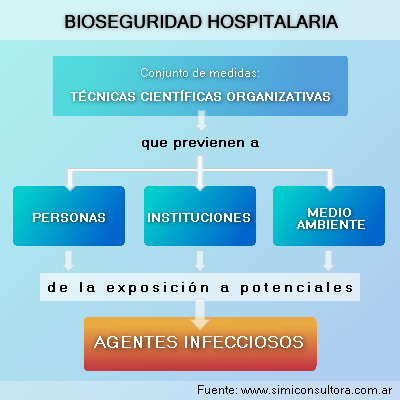 BIOSEGURIDAD HOSPITALARIA
Conjunto de medidas:
TÉCNICAS CIENTÍFICAS ORGANIZATIVAS
que previenen a
PERSONAS
INSTITUCIONES
MEDIO
AMBIENTE
de la exposición a potenciales
AGENTES INFECCIOSOS
Fuente: www.simiconsultora.com.ar